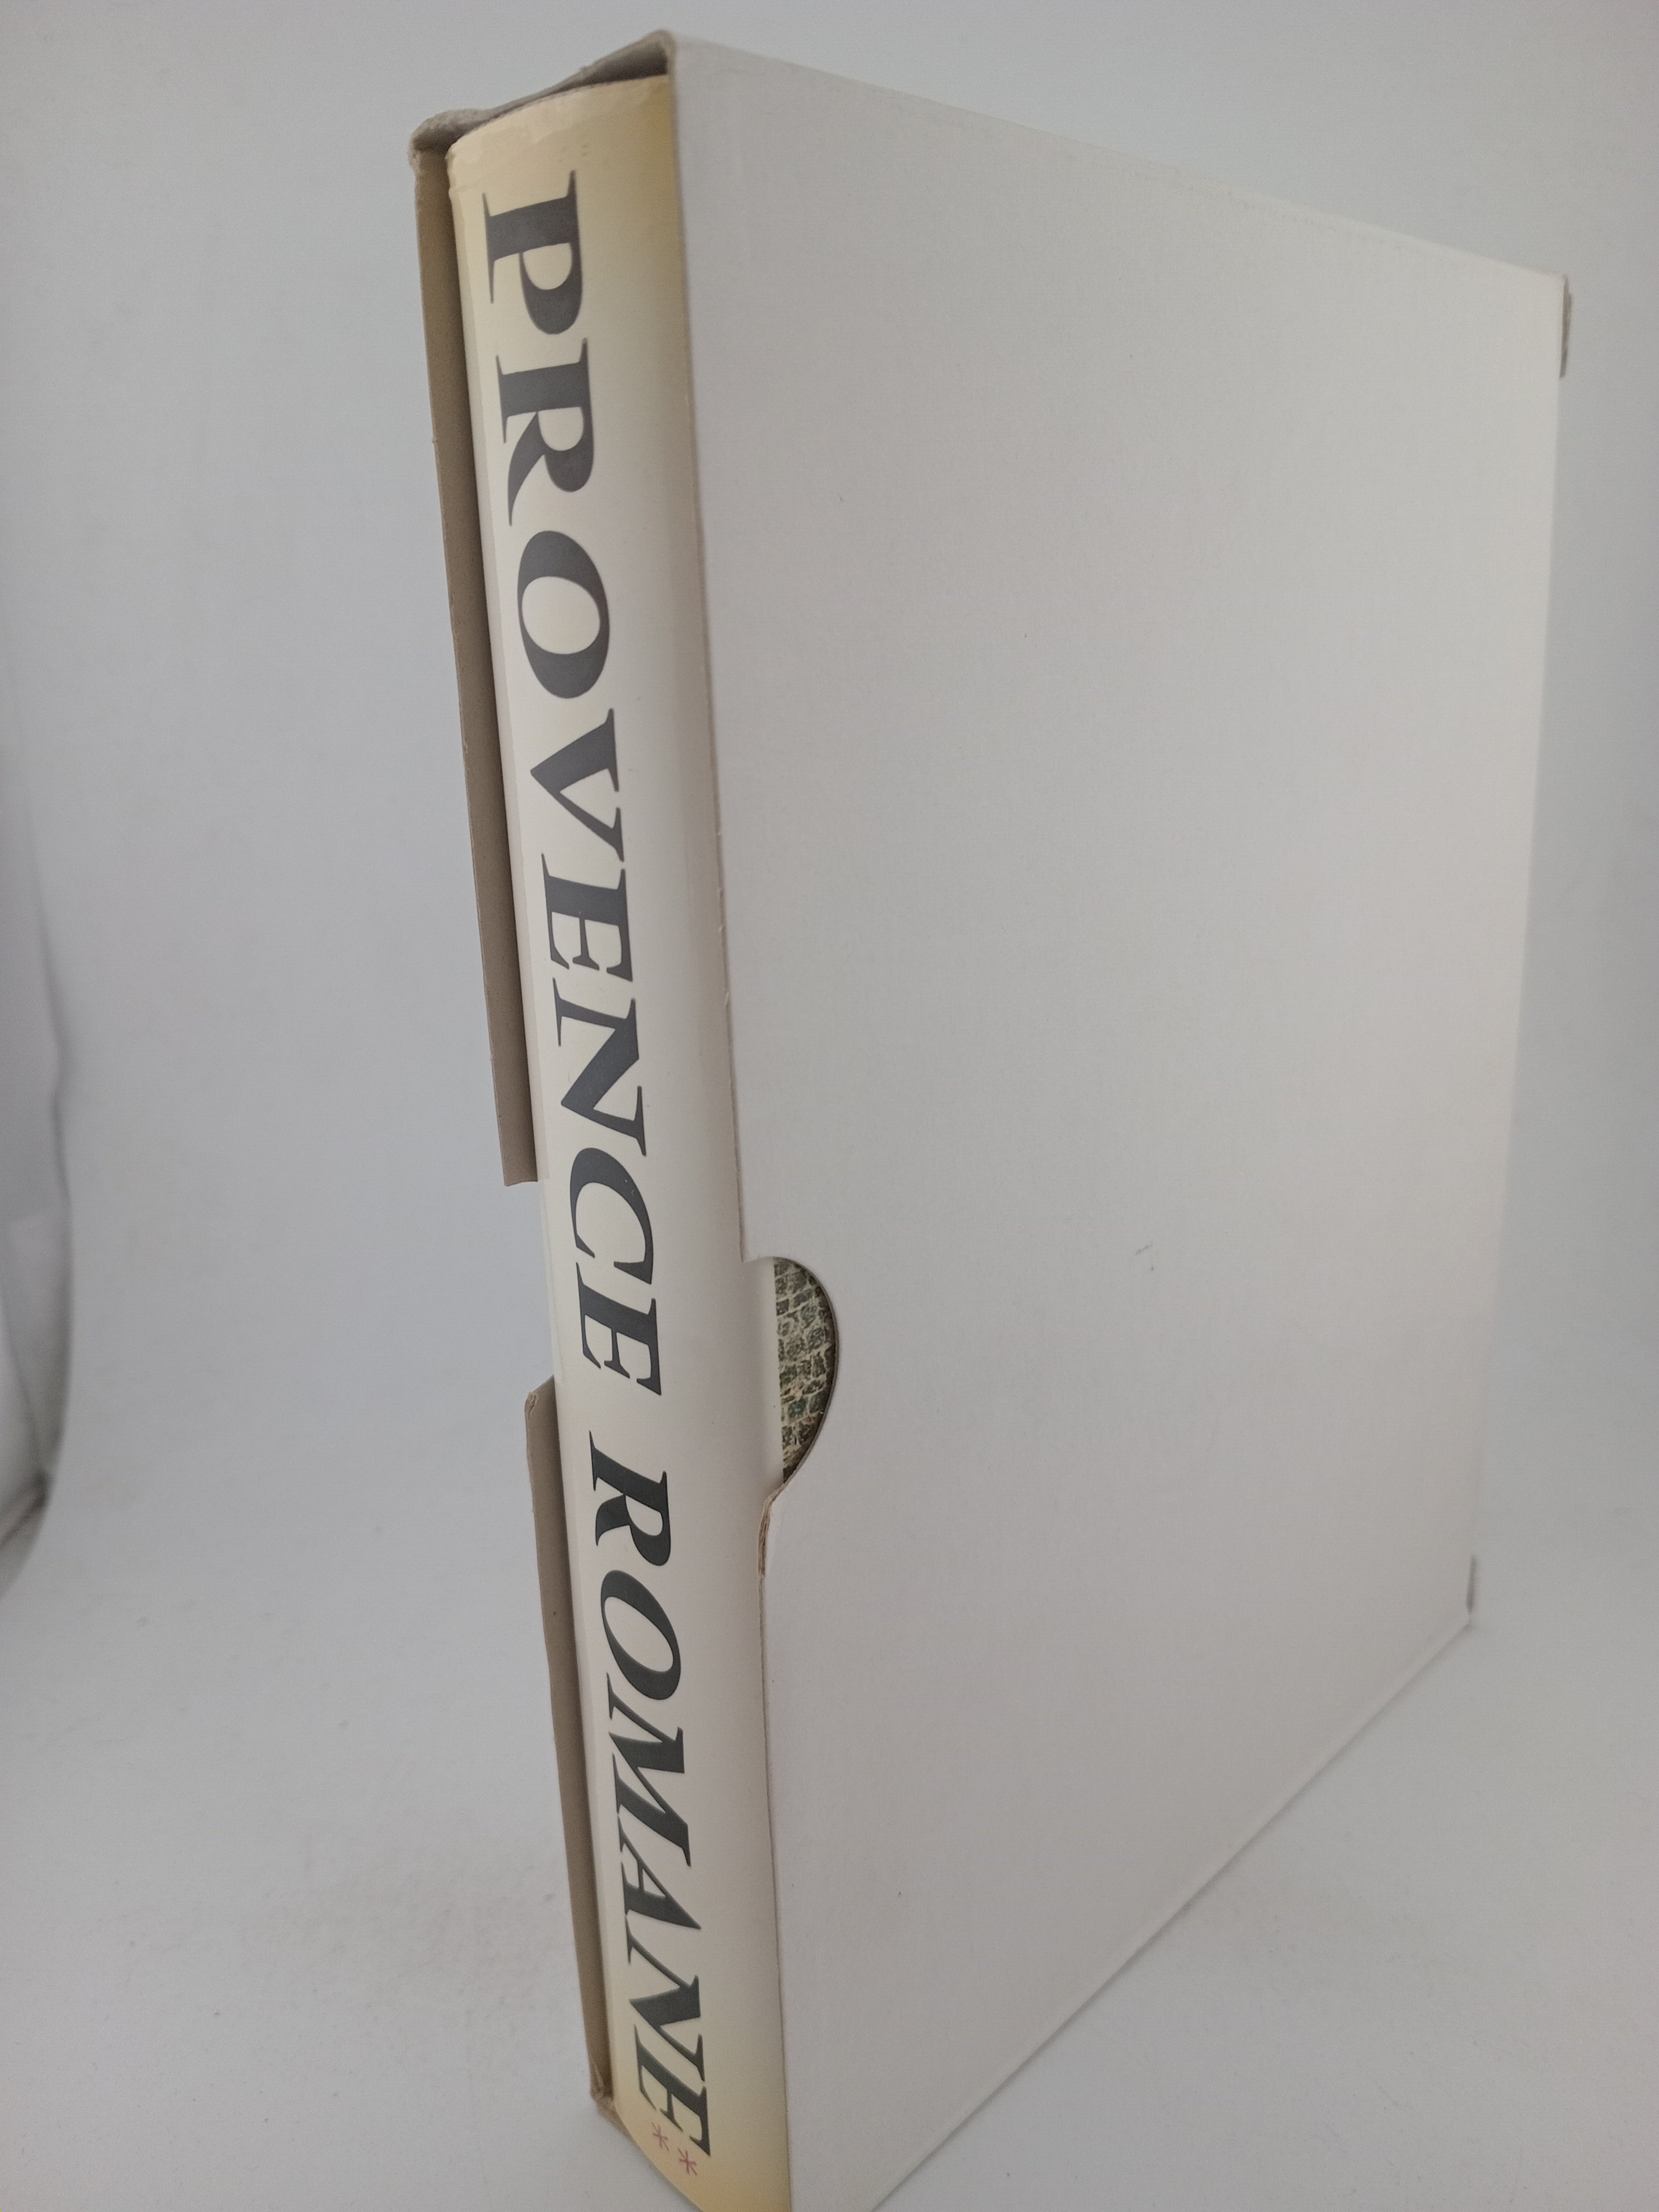 PROVENCE ROMANE **